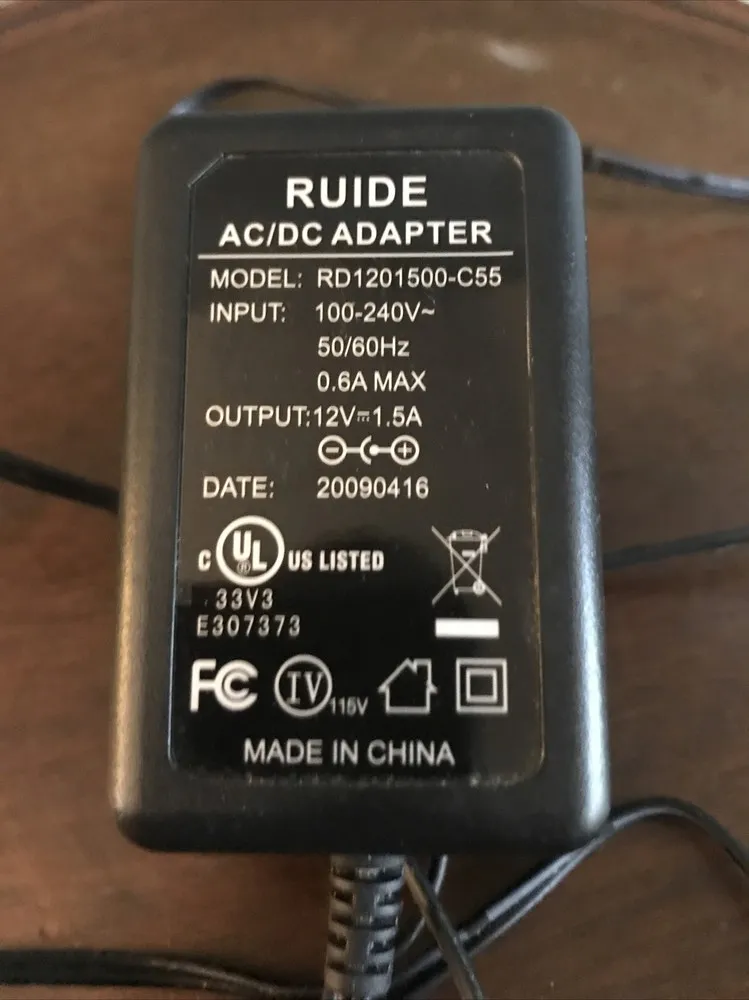 RUIDE
AC/DC ADAPTER
MODEL: RD1201500-C55
INPUT: 100-240V~
50/60Hz
0.6A MAX
OUTPUT:12V⎓1.5A
DATE: 20090416
C UL® US LISTED
33V3
E307373
FC IV 115V
MADE IN CHINA